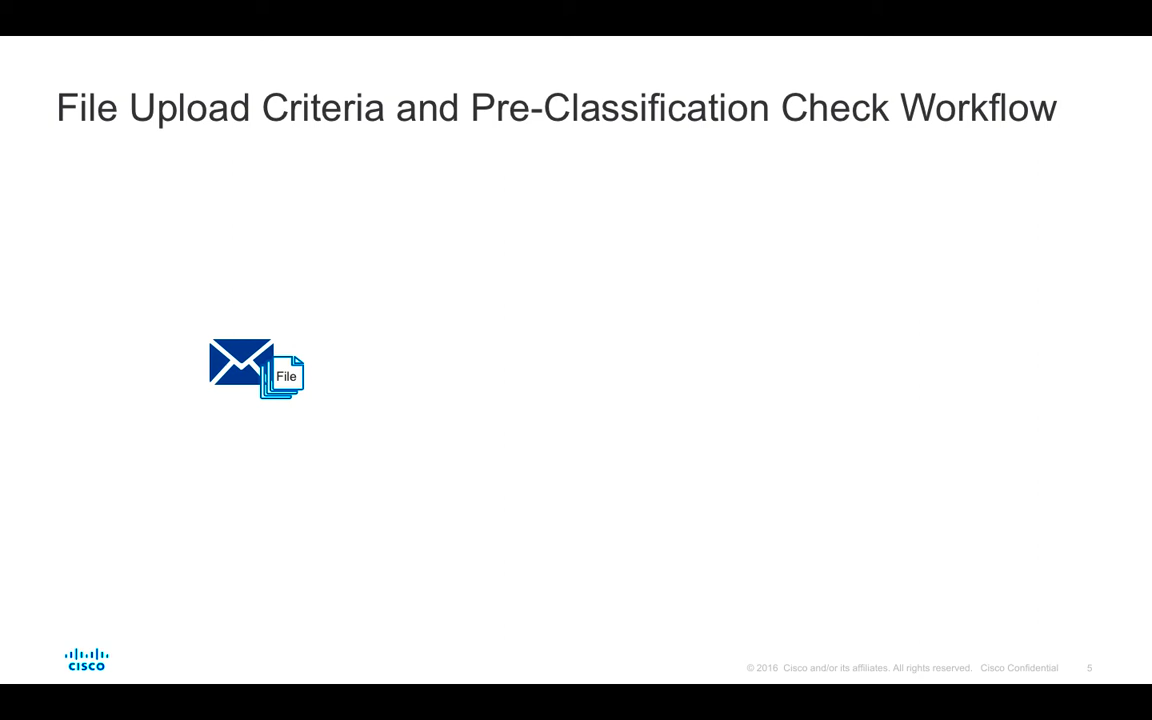 File Upload Criteria and Pre-Classification Check Workflow
File
CISCO
© 2016 Cisco and/or its affiliates. All rights reserved. Cisco Confidential 5